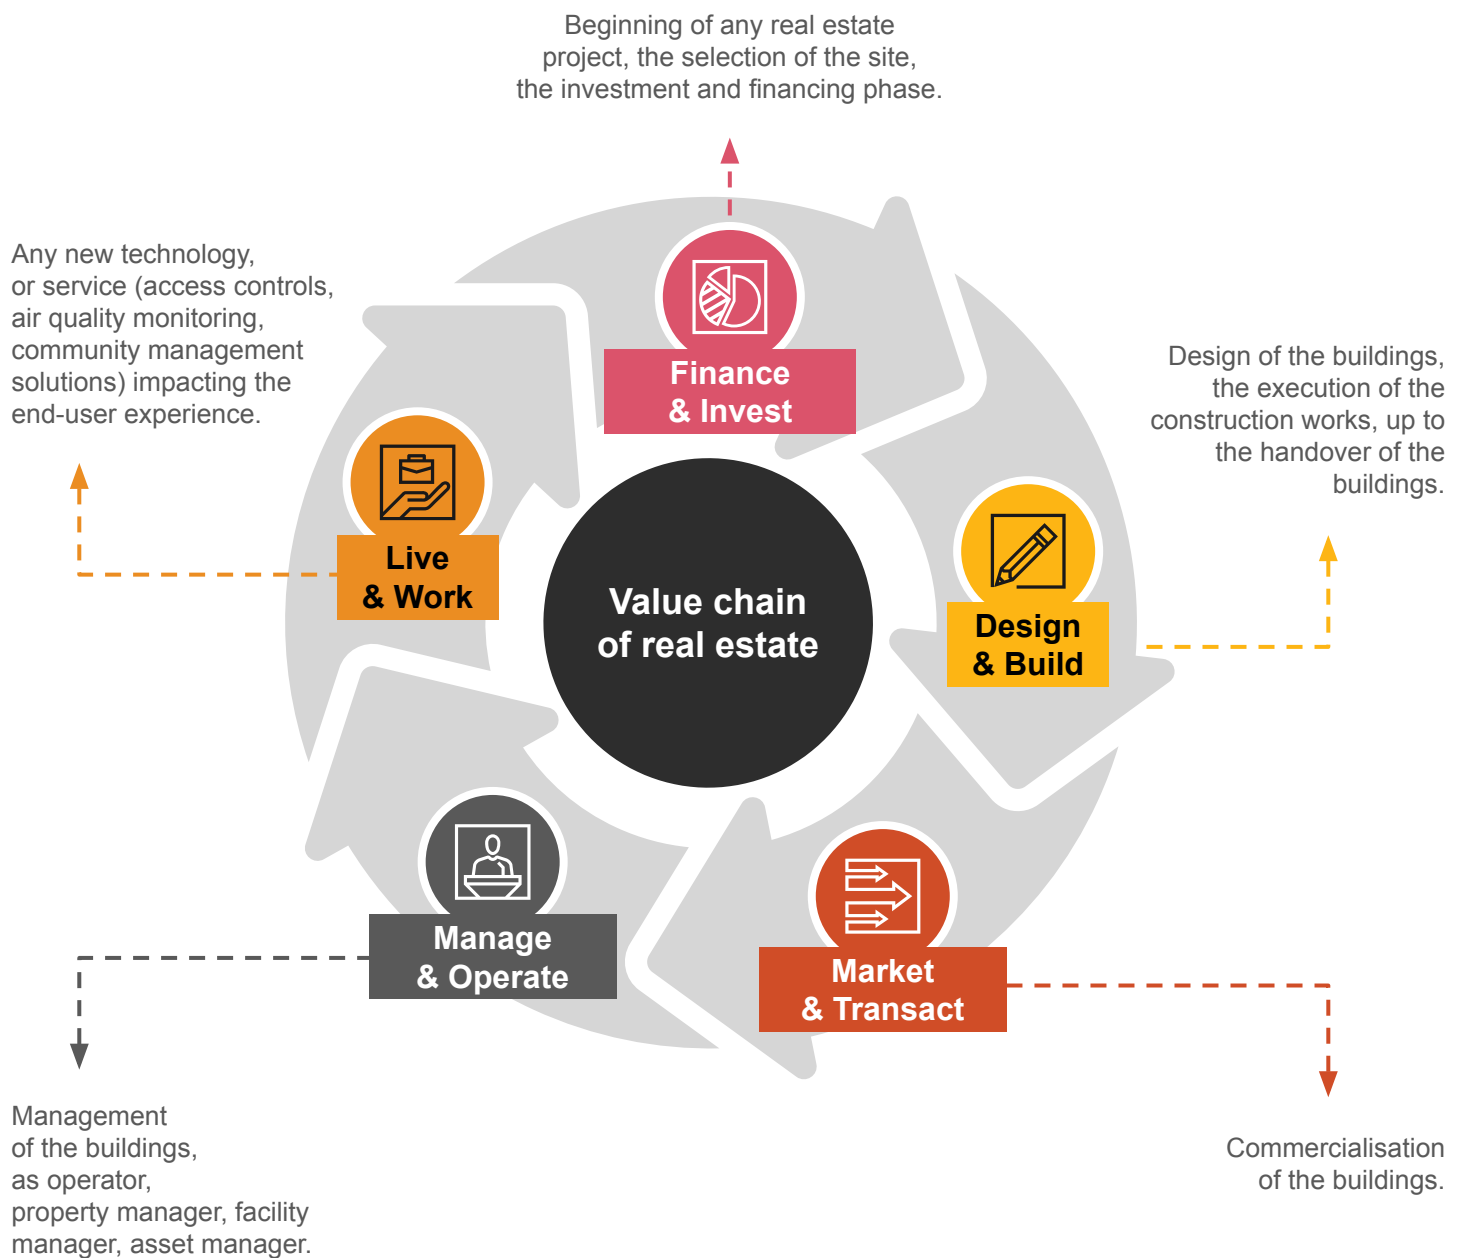 Beginning of any real estate
project, the selection of the site,
the investment and financing phase.
Any new technology,
or service (access controls,
air quality monitoring,
community management
solutions) impacting the
end-user experience.
Finance
& Invest
Design of the buildings,
the execution of the
construction works, up to
the handover of the
buildings.
Live
& Work
Value chain
of real estate
Design
& Build
Manage
& Operate
Market
& Transact
Management
of the buildings,
as operator,
property manager, facility
manager, asset manager.
Commercialisation
of the buildings.